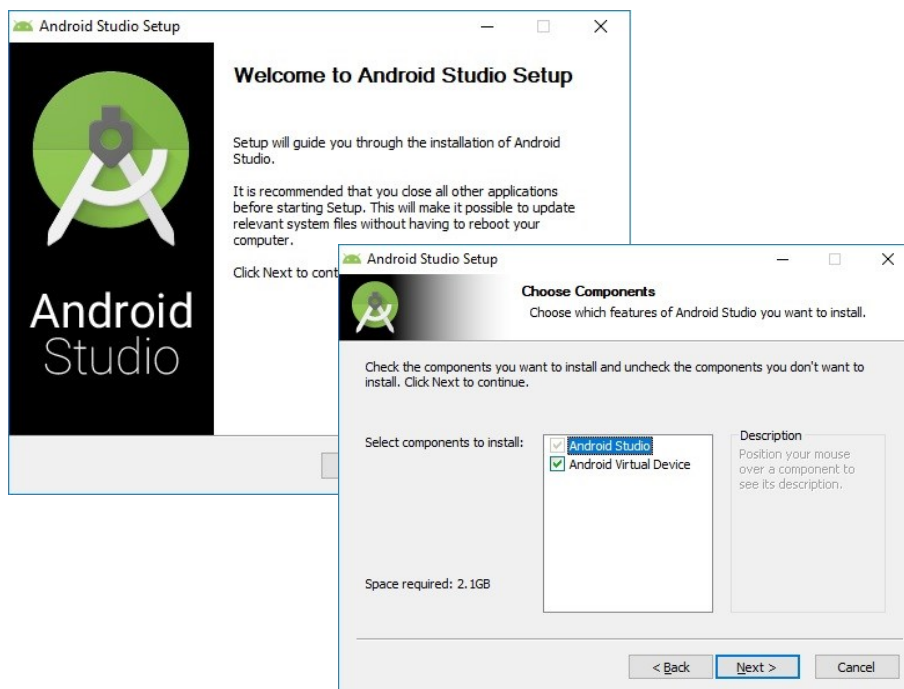 Android Studio Setup
Welcome to Android Studio Setup
Setup will guide you through the installation of Android
Studio.
It is recommended that you close all other applications
before starting Setup. This will make it possible to update
relevant system files without having to reboot your
computer.
Click Next to cont
Android
Studio
Android Studio Setup
Choose Components
Choose which features of Android Studio you want to install.
Check the components you want to install and uncheck the components you don't want to
install. Click Next to continue.
Select components to install:
Android Studio
Android Virtual Device
Description
Position your mouse
over a component to
see its description.
Space required: 2.1GB
< Back
Next >
Cancel